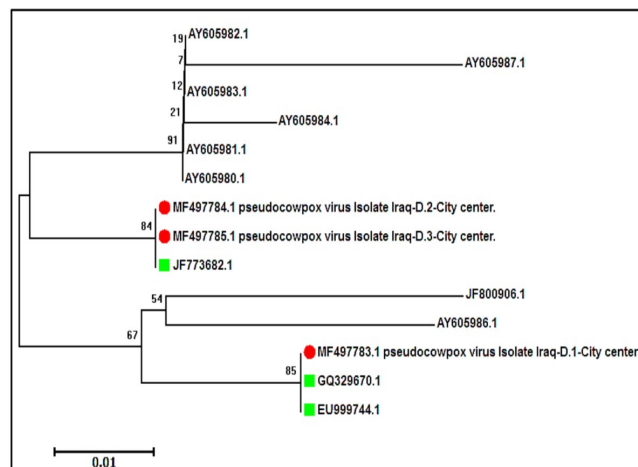 19
AY605982.1
7
AY605987.1
12
AY605983.1
21
AY605984.1
91
AY605981.1
AY605980.1
MF497784.1 pseudocowpox virus Isolate Iraq-D.2-City center.
84
MF497785.1 pseudocowpox virus Isolate Iraq-D.3-City center.
JF773682.1
54
JF800906.1
67
AY605986.1
MF497783.1 pseudocowpox virus Isolate Iraq-D.1-City center
85
GQ329670.1
EU999744.1
0.01